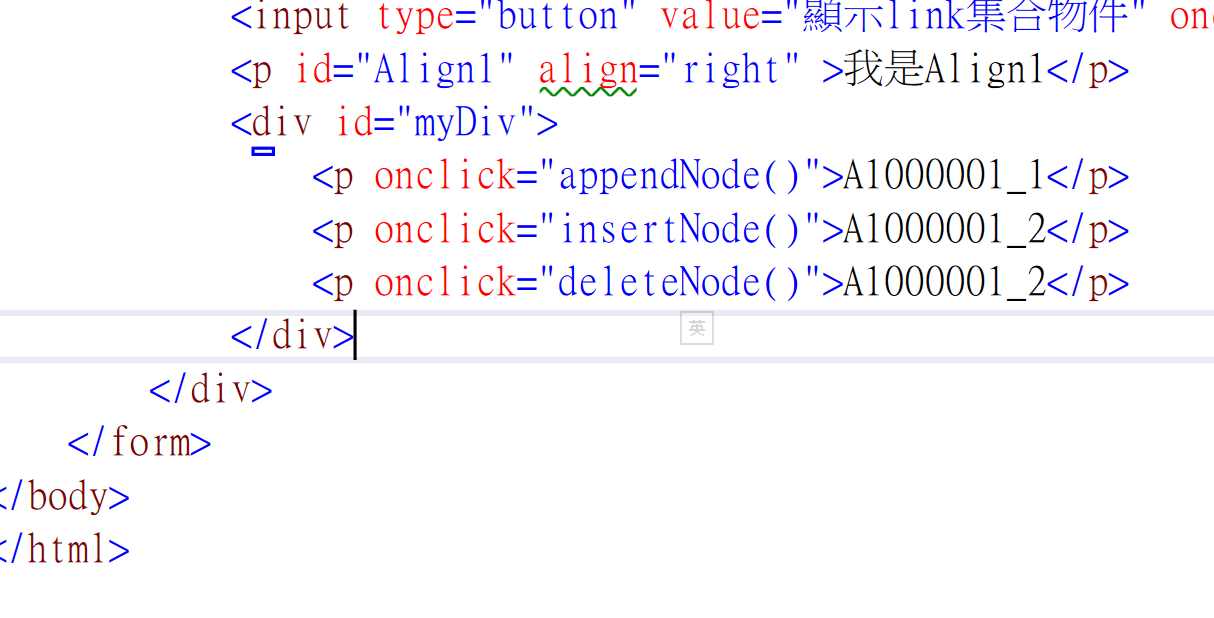 <input type="button" value="顯示link集合物件" on
<p id="Align1" align="right" >我是Align1</p>
<div id="myDiv">
<p onclick="appendNode()">A1000001_1</p>
<p onclick="insertNode()">A1000001_2</p>
<p onclick="deleteNode()">A1000001_2</p>
</div>
英
</div>
</form>
</body>
</html>